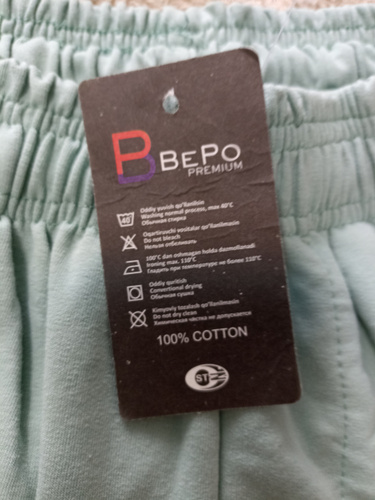 BePo
PREMIUM
Oddiy yuvish qo'llanilsin
Washing normal process, max 40°C
Обычная стирка
Oqartiruvchi vositalar qo'llanilmasin
Do not bleach
Нельзя отбеливать
100°C dan oshmagan holda dazmollanadi
Ironing max. 110°C
Гладить при температуре не более 110°C
Oddiy quritish
Conventional drying
Обычная сушка
Kimyoviy tozalash qo'llanilmasin
Do not dry clean
Химическая чистка не допускается
100% COTTON